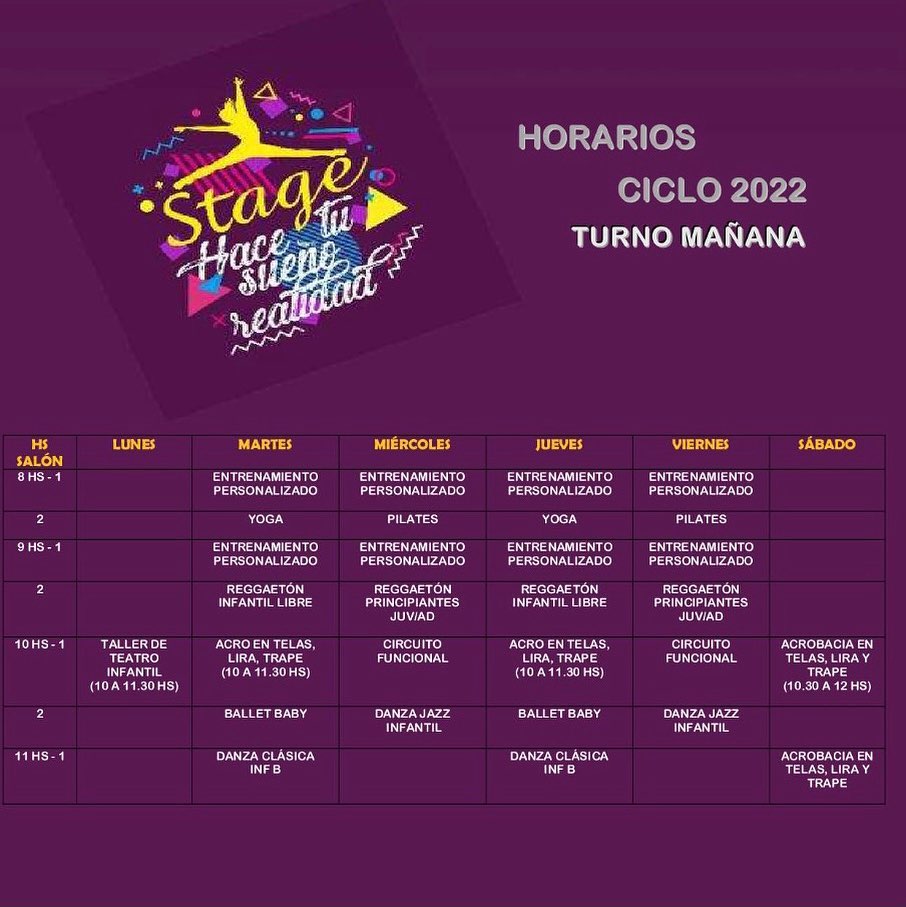 Stage
Hace tu
sueño
realidad
HORARIOS
CICLO 2022
TURNO MAÑANA
HS SALÓN LUNES MARTES MIÉRCOLES JUEVES VIERNES SÁBADO
8 HS - 1 ENTRENAMIENTO PERSONALIZADO ENTRENAMIENTO PERSONALIZADO ENTRENAMIENTO PERSONALIZADO ENTRENAMIENTO PERSONALIZADO
2 YOGA PILATES YOGA PILATES
9 HS - 1 ENTRENAMIENTO PERSONALIZADO ENTRENAMIENTO PERSONALIZADO ENTRENAMIENTO PERSONALIZADO ENTRENAMIENTO PERSONALIZADO
2 REGGAETÓN INFANTIL LIBRE REGGAETÓN PRINCIPIANTES JUV/AD REGGAETÓN INFANTIL LIBRE REGGAETÓN PRINCIPIANTES JUV/AD
10 HS - 1 TALLER DE TEATRO INFANTIL (10 A 11.30 HS) ACRO EN TELAS, LIRA, TRAPE (10 A 11.30 HS) CIRCUITO FUNCIONAL ACRO EN TELAS, LIRA, TRAPE (10 A 11.30 HS) CIRCUITO FUNCIONAL ACROBACIA EN TELAS, LIRA Y TRAPE (10.30 A 12 HS)
2 BALLET BABY DANZA JAZZ INFANTIL BALLET BABY DANZA JAZZ INFANTIL
11 HS - 1 DANZA CLÁSICA INF B DANZA CLÁSICA INF B ACROBACIA EN TELAS, LIRA Y TRAPE